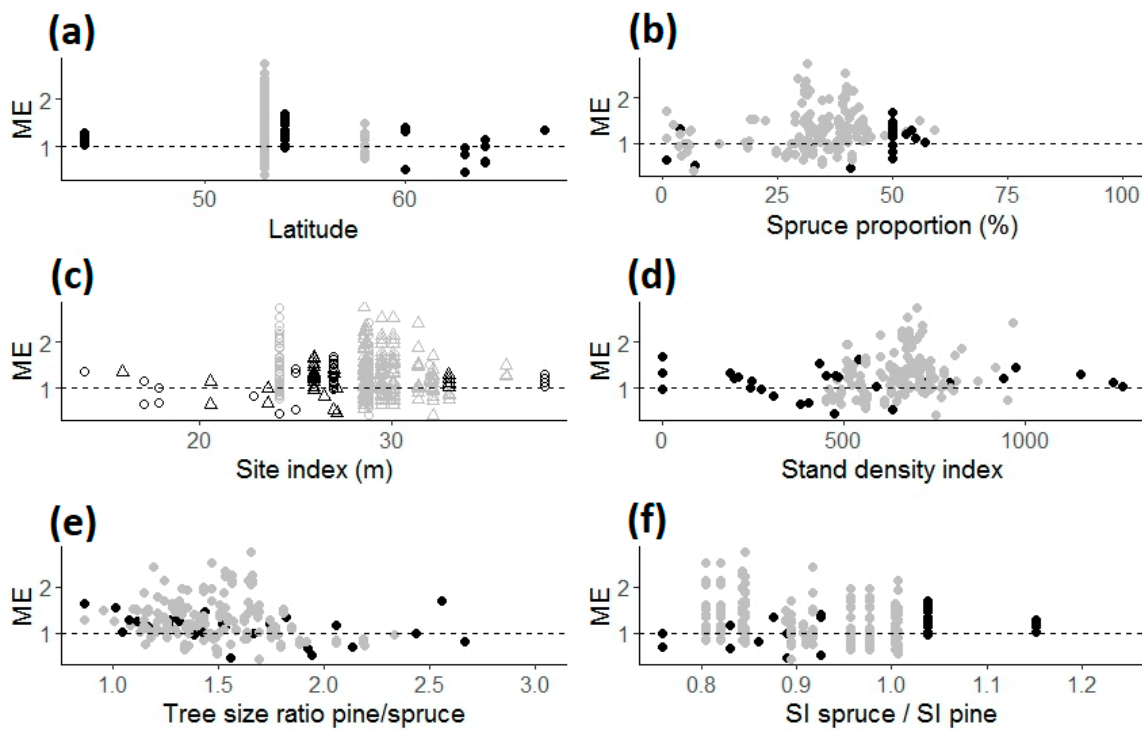 (a)
ME
2
1
50
60
Latitude
(b)
ME
2
1
0
25
50
75
100
Spruce proportion (%)
(c)
ME
2
1
20
30
Site index (m)
(d)
ME
2
1
0
500
1000
Stand density index
(e)
ME
2
1
1.0
1.5
2.0
2.5
3.0
Tree size ratio pine/spruce
(f)
ME
2
1
0.8
0.9
1.0
1.1
1.2
SI spruce / SI pine